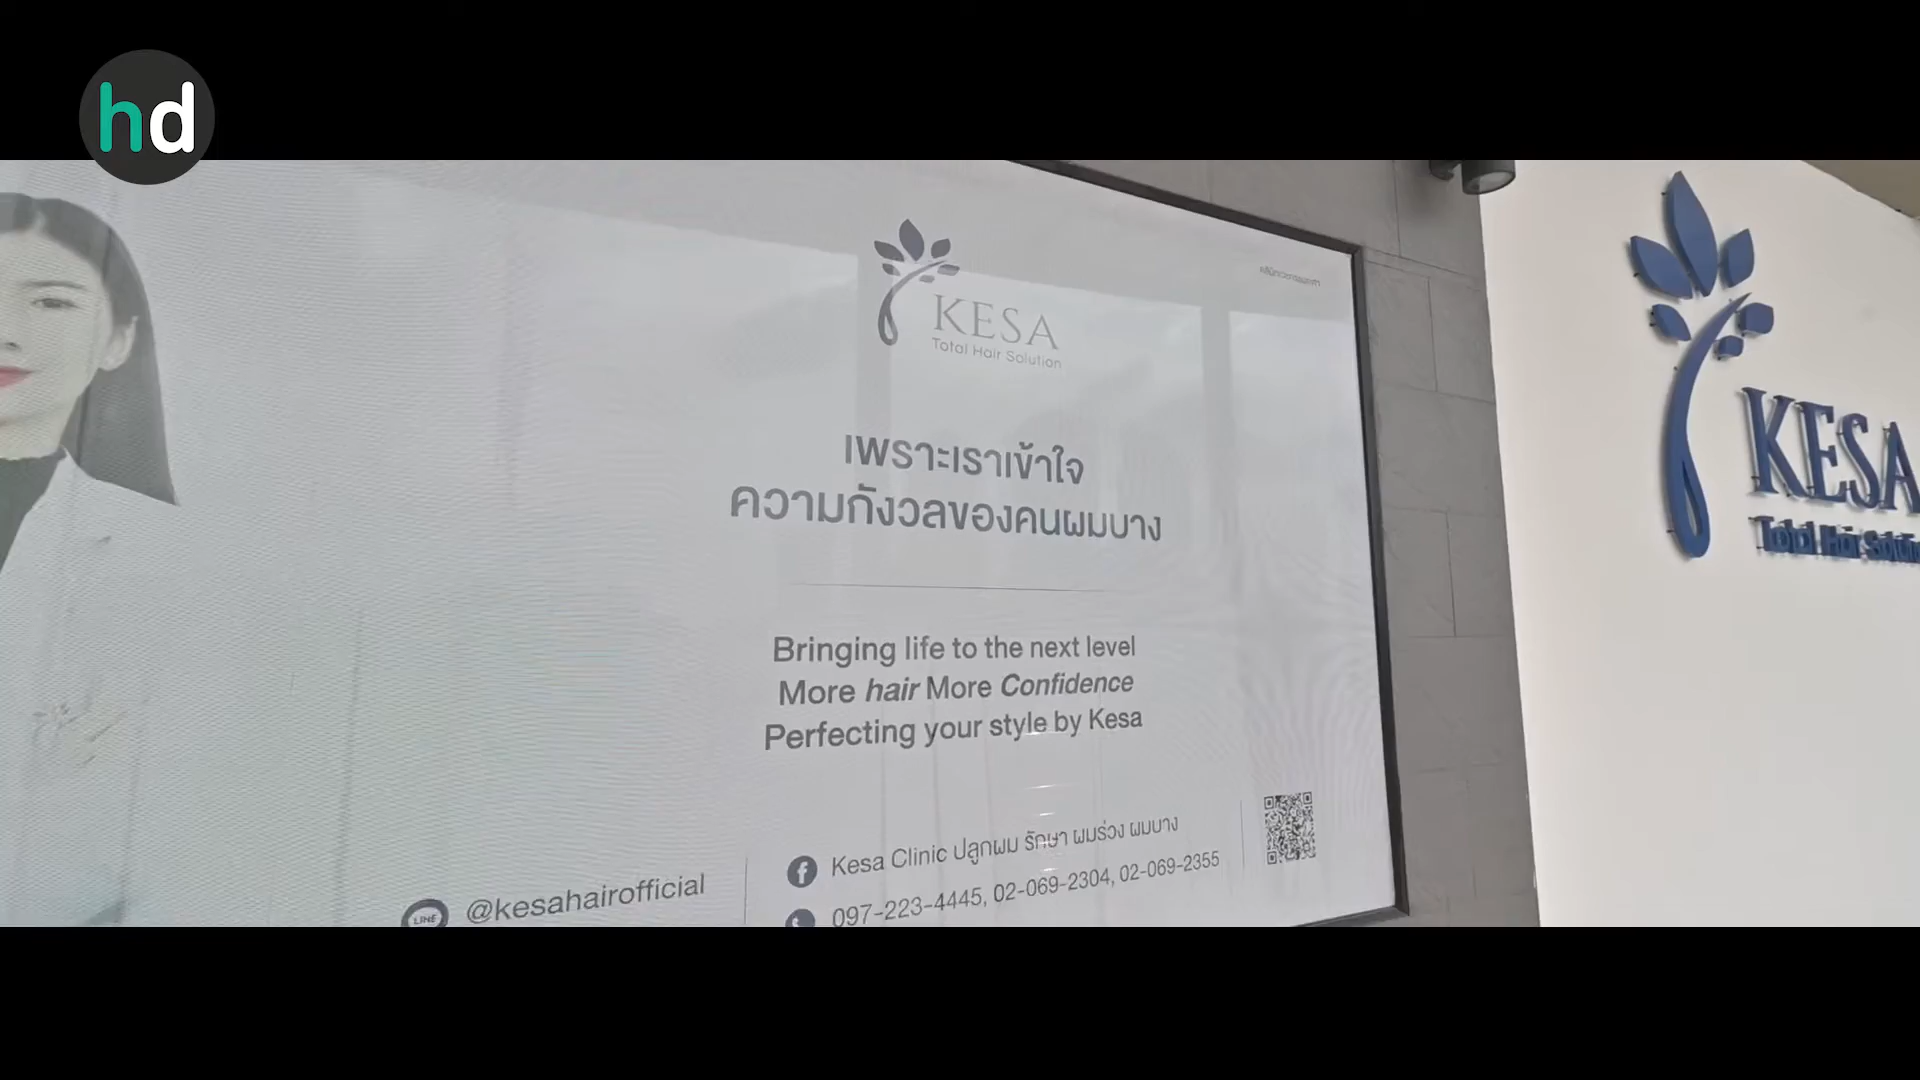 hd
KESA
Total Hair Solution
เพราะเราเข้าใจ
ความกังวลของคนผมบาง
Bringing life to the next level
More hair More Confidence
Perfecting your style by Kesa
LINE @kesahairofficial
Kesa Clinic ปลูกผม รักษา ผมร่วง ผมบาง
097-223-4445, 02-069-2304, 02-069-2355
KESA
Total Hair